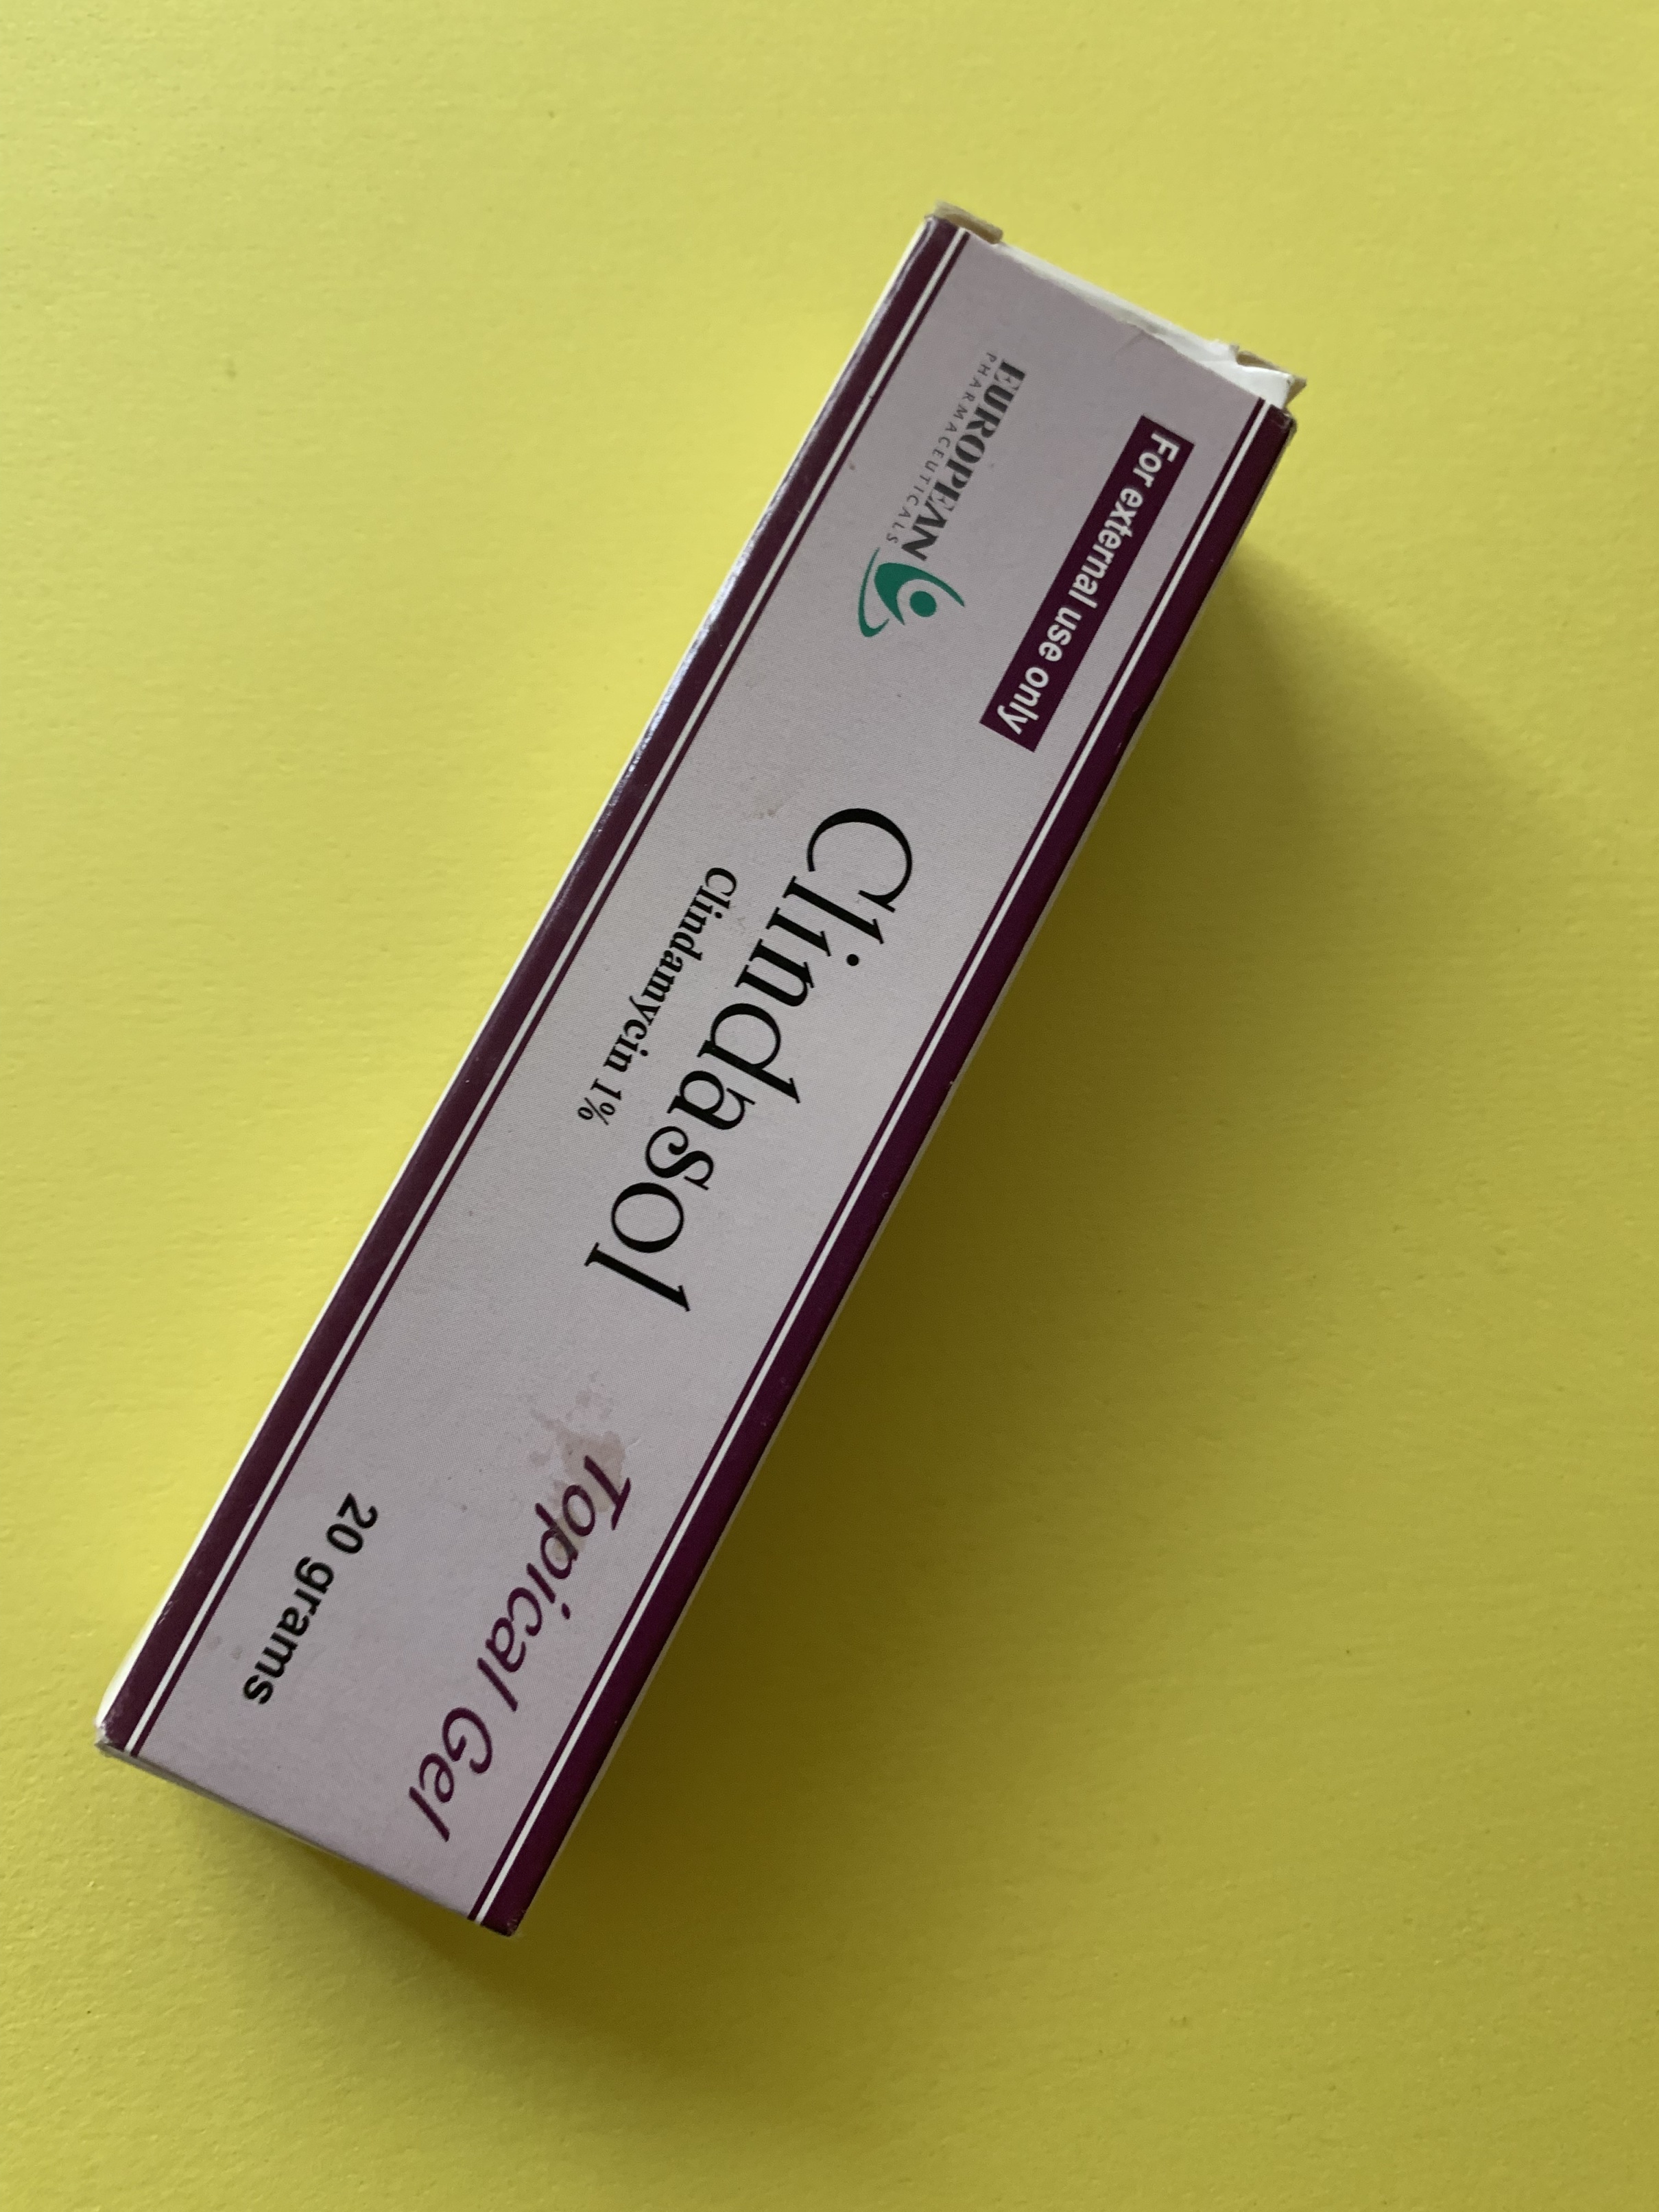 For external use only
EUROPEAN
PHARMACEUTICALS
Clindasol
Clindamycin 1%
Topical Gel
20 grams